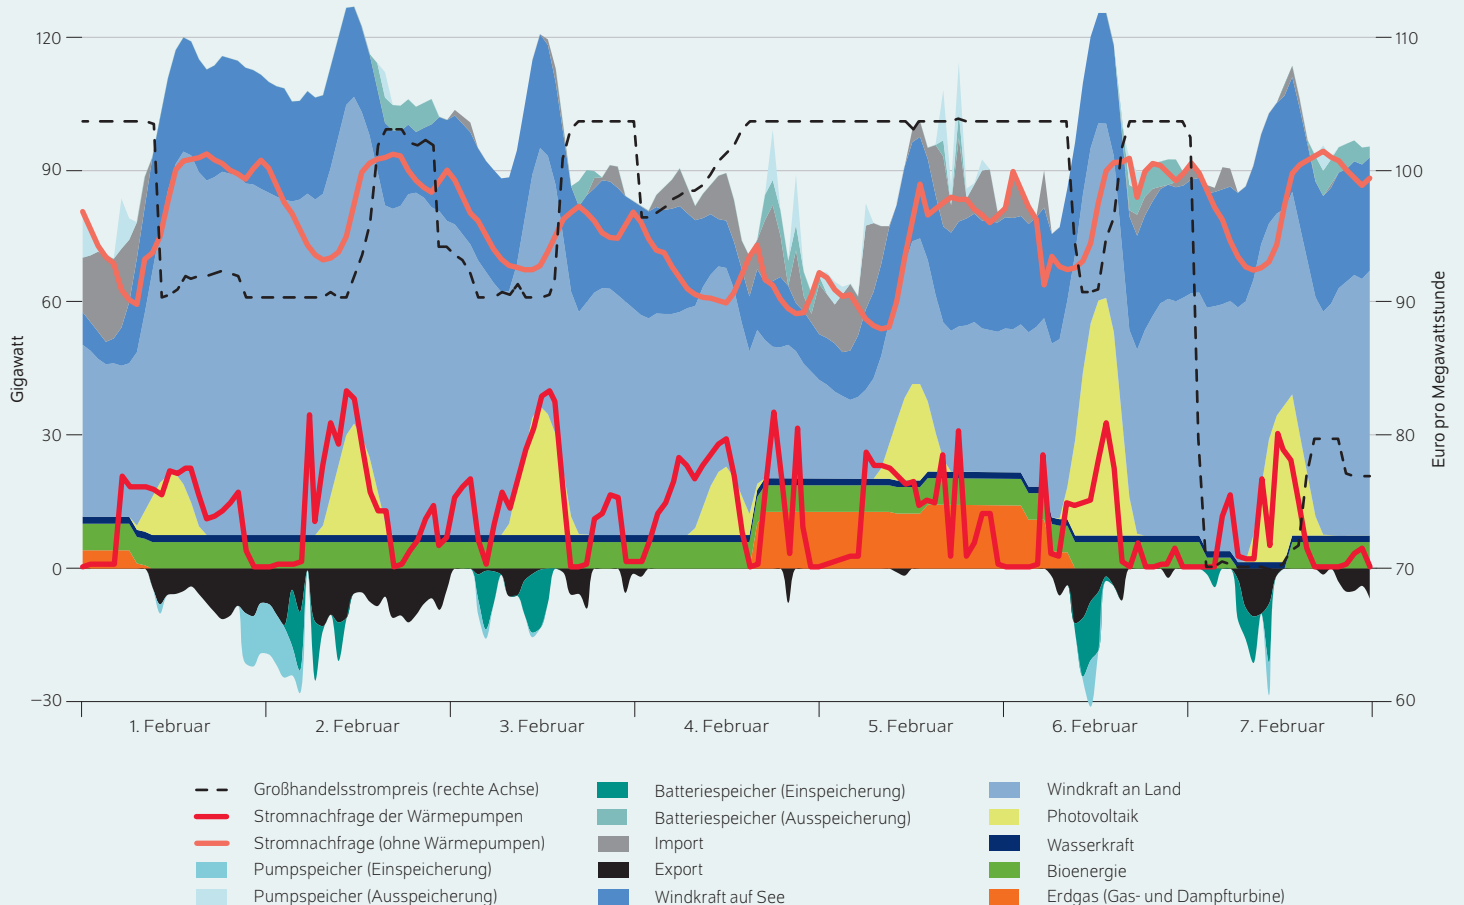 120
90
60
30
0
−30
Gigawatt
110
100
90
80
70
60
Euro pro Megawattstunde
1. Februar
2. Februar
3. Februar
4. Februar
5. Februar
6. Februar
7. Februar
Großhandelsstrompreis (rechte Achse)
Stromnachfrage der Wärmepumpen
Stromnachfrage (ohne Wärmepumpen)
Pumpspeicher (Einspeicherung)
Pumpspeicher (Ausspeicherung)
Batteriespeicher (Einspeicherung)
Batteriespeicher (Ausspeicherung)
Import
Export
Windkraft auf See
Windkraft an Land
Photovoltaik
Wasserkraft
Bioenergie
Erdgas (Gas- und Dampfturbine)